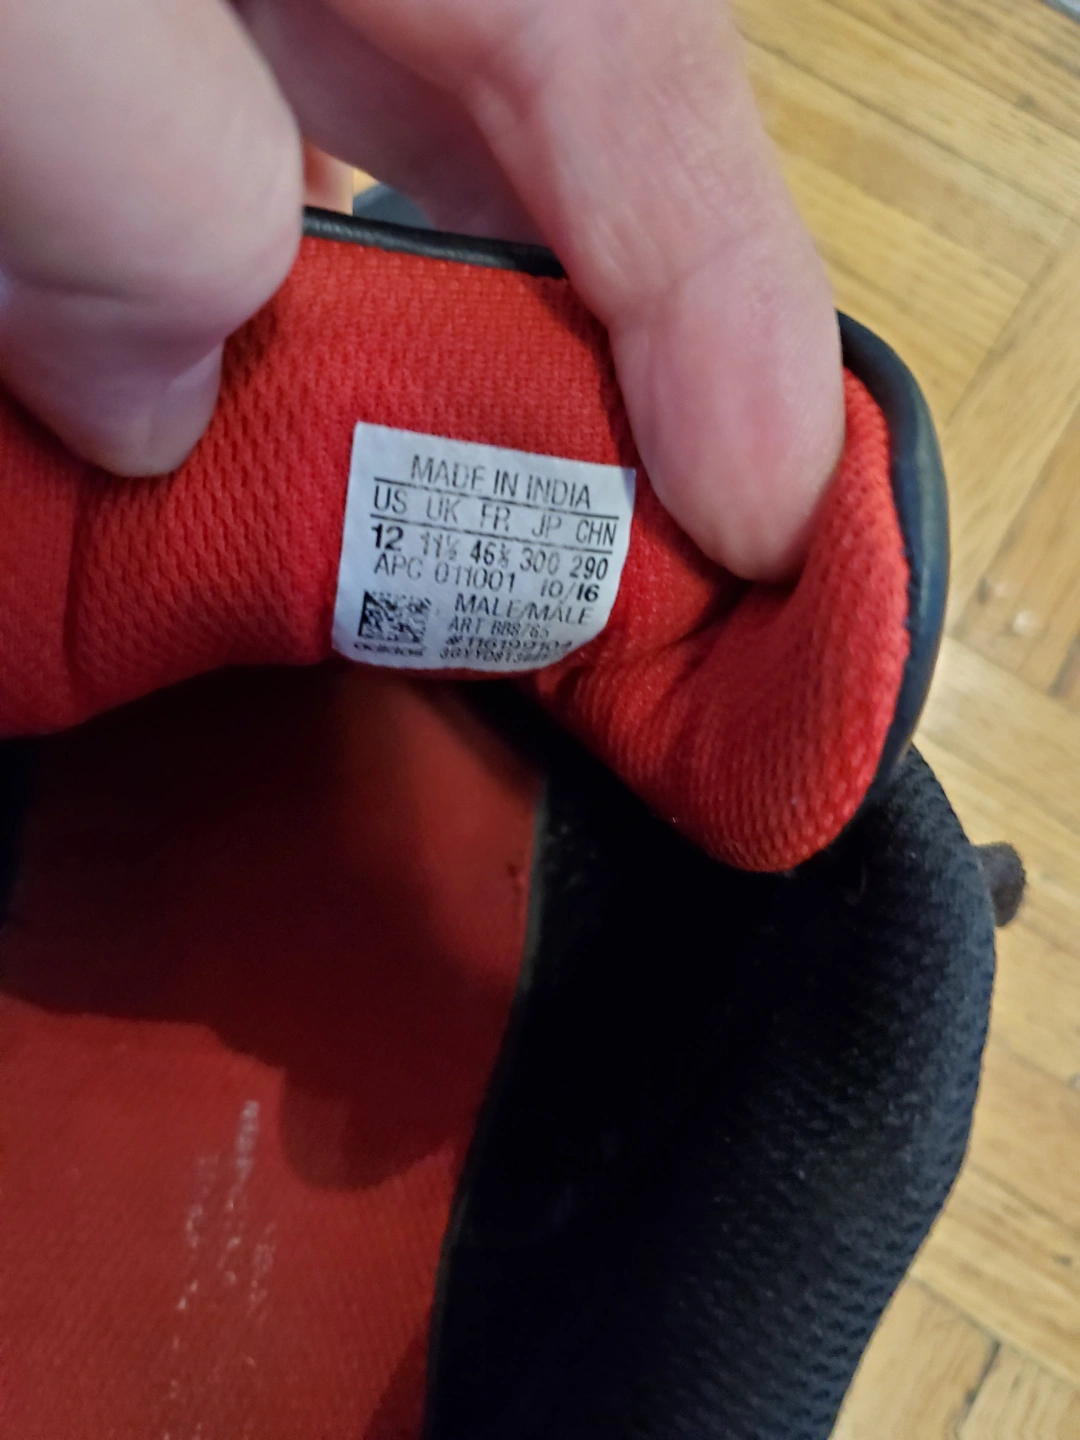 MADE IN INDIA
US UK FR JP CHN
12 11½ 46⅔ 300 290
APC 011001 10/16
MALE/MALE
ART
adidas